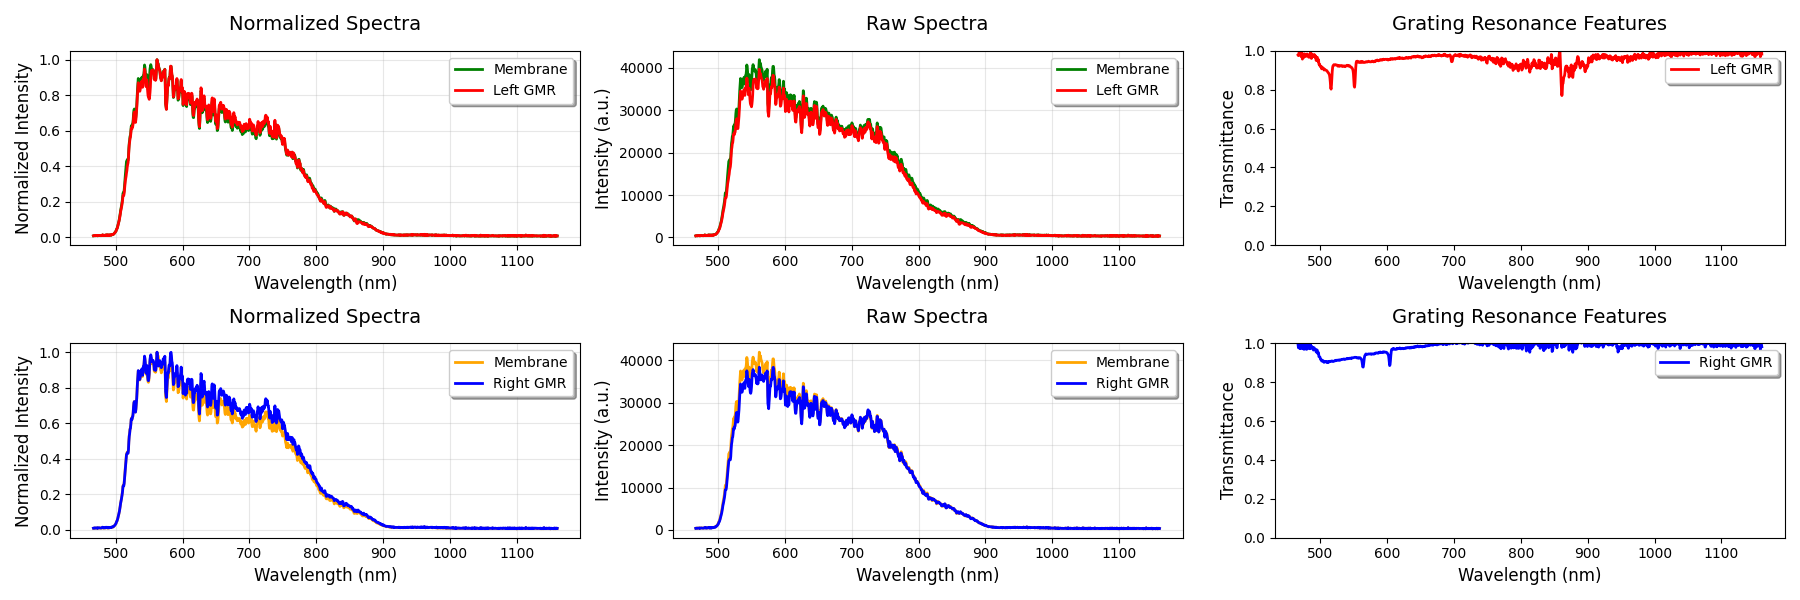 Normalized Spectra
Normalized Intensity
1.0
0.8
0.6
0.4
0.2
0.0
Membrane
Left GMR
500 600 700 800 900 1000 1100
Wavelength (nm)
Raw Spectra
Intensity (a.u.)
40000
30000
20000
10000
0
Membrane
Left GMR
500 600 700 800 900 1000 1100
Wavelength (nm)
Grating Resonance Features
Transmittance
1.0
0.8
0.6
0.4
0.2
0.0
Left GMR
500 600 700 800 900 1000 1100
Wavelength (nm)
Normalized Spectra
Normalized Intensity
1.0
0.8
0.6
0.4
0.2
0.0
Membrane
Right GMR
500 600 700 800 900 1000 1100
Wavelength (nm)
Raw Spectra
Intensity (a.u.)
40000
30000
20000
10000
0
Membrane
Right GMR
500 600 700 800 900 1000 1100
Wavelength (nm)
Grating Resonance Features
Transmittance
1.0
0.8
0.6
0.4
0.2
0.0
Right GMR
500 600 700 800 900 1000 1100
Wavelength (nm)